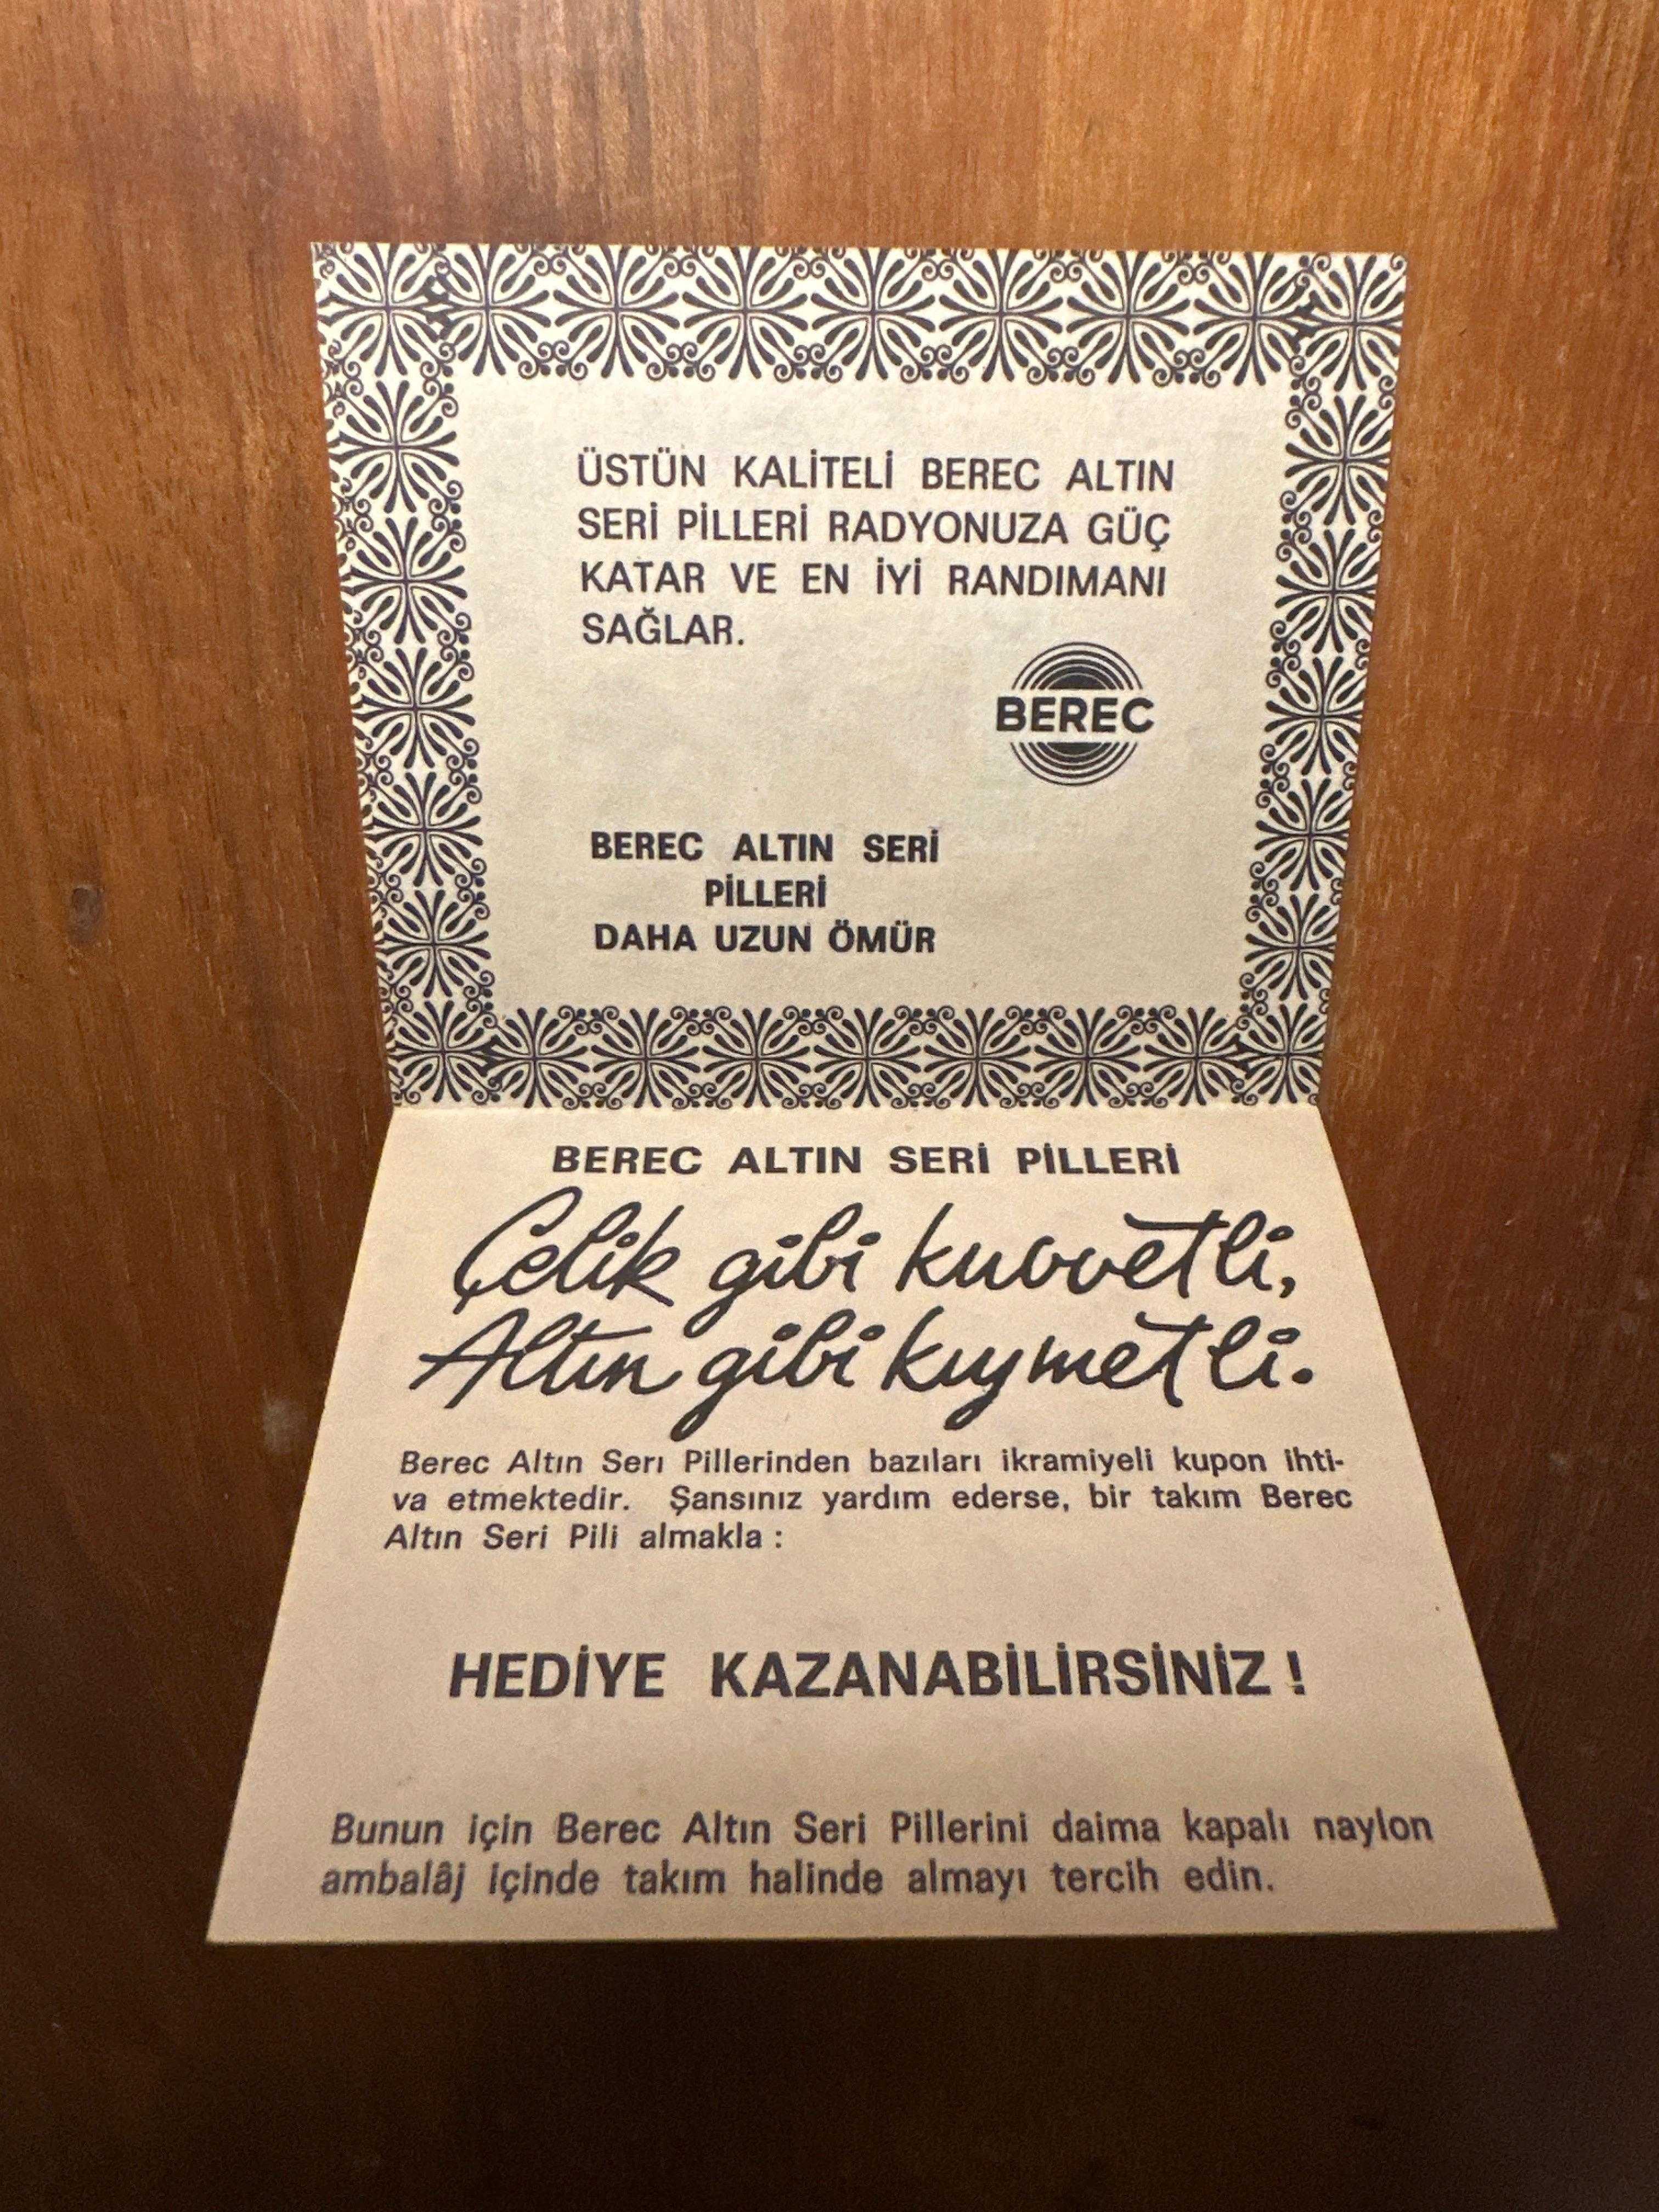 ÜSTÜN KALİTELİ BEREC ALTIN
SERİ PİLLERİ RADYONUZA GÜÇ
KATAR VE EN İYİ RANDIMANI
SAĞLAR.
BEREC
BEREC ALTIN SERİ
PİLLERİ
DAHA UZUN ÖMÜR
BEREC ALTIN SERİ PİLLERİ
Çelik gibi kuvvetli,
Altın gibi kıymetli.
Berec Altın Serı Pillerinden bazıları ikramiyeli kupon ihti-
va etmektedir. Şansınız yardım ederse, bir takım Berec
Altın Seri Pili almakla :
HEDİYE KAZANABİLİRSİNİZ !
Bunun için Berec Altın Seri Pillerini daima kapalı naylon
ambalâj içinde takım halinde almayı tercih edin.